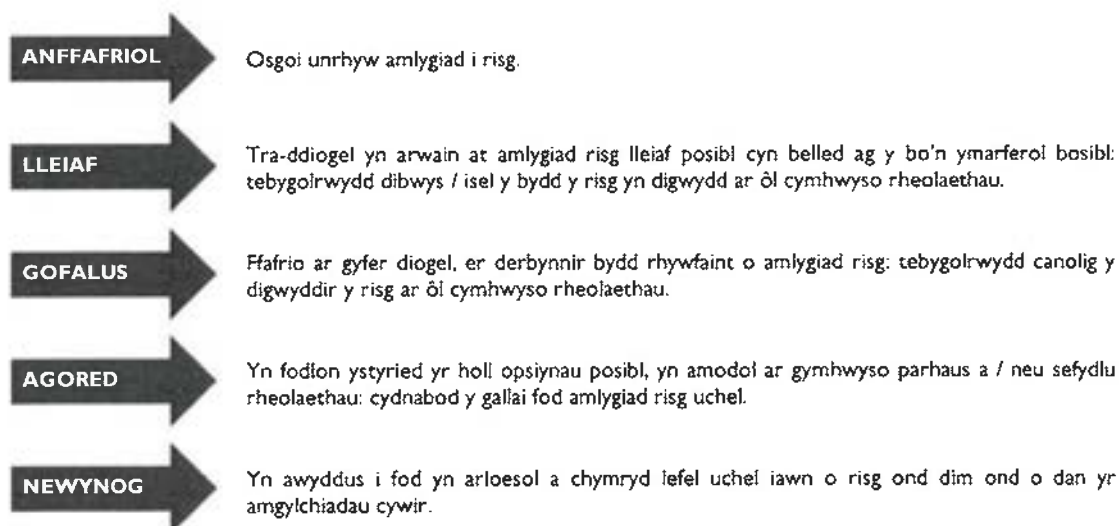 ANFFAFRIOL
Osgoi unrhyw amlygiad i risg.
LLEIAF
Tra-ddiogel yn arwain at amlygiad risg lleiaf posibl cyn belled ag y bo'n ymarferol bosibl:
tebygolrwydd dibwys / isel y bydd y risg yn digwydd ar ôl cymhwyso rheolaethau.
GOFALUS
Ffafrio ar gyfer diogel, er derbynnir bydd rhywfaint o amlygiad risg: tebygolrwydd canolig y
digwyddir y risg ar ôl cymhwyso rheolaethau.
AGORED
Yn fodlon ystyried yr holl opsiynau posibl, yn amodol ar gymhwyso parhaus a / neu sefydlu
rheolaethau: cydnabod y gallai fod amlygiad risg uchel.
NEWYNOG
Yn awyddus i fod yn arloesol a chymryd lefel uchel iawn o risg ond dim ond o dan yr
amgylchiadau cywir.